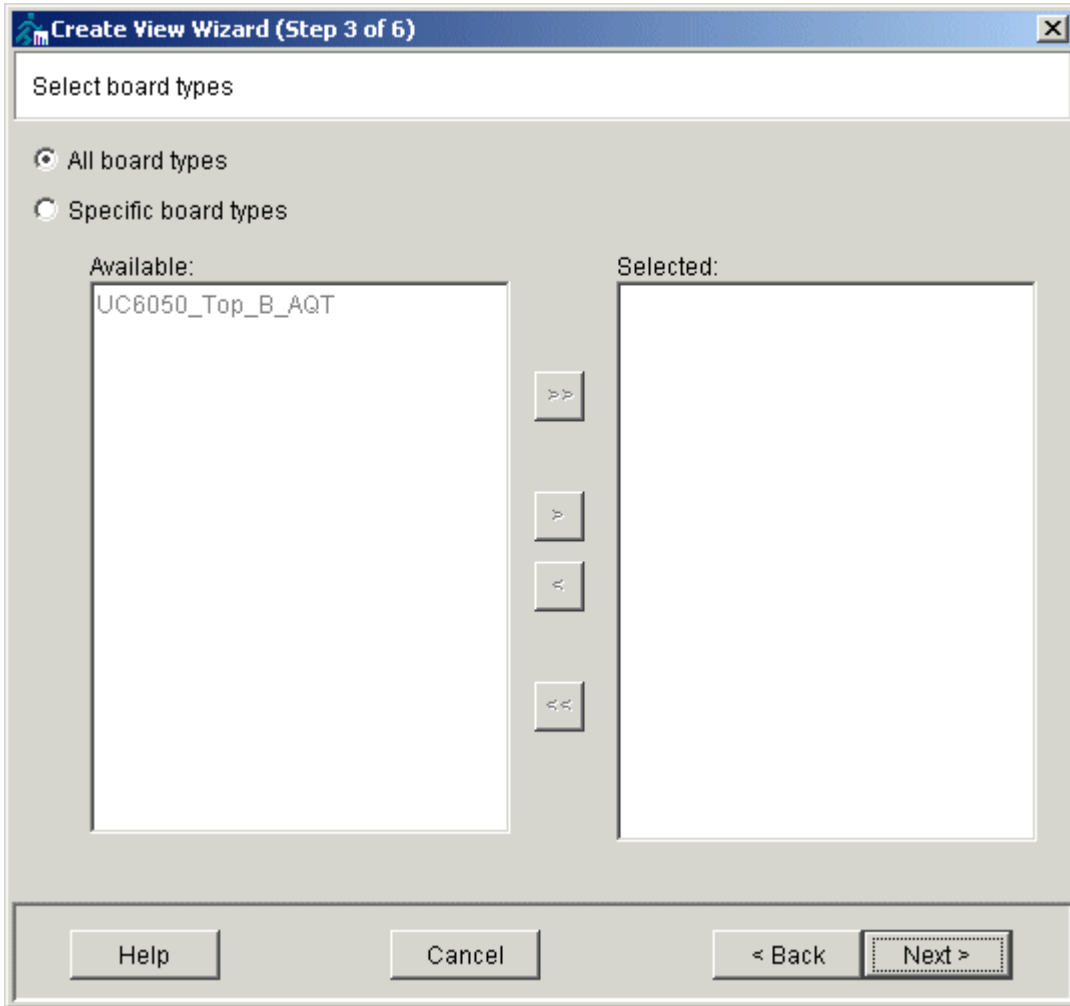 Create View Wizard (Step 3 of 6)
Select board types
All board types
Specific board types
Available:
Selected:
UC6050_Top_B_AQT
>>
>
<
<<
Help
Cancel
< Back
Next >